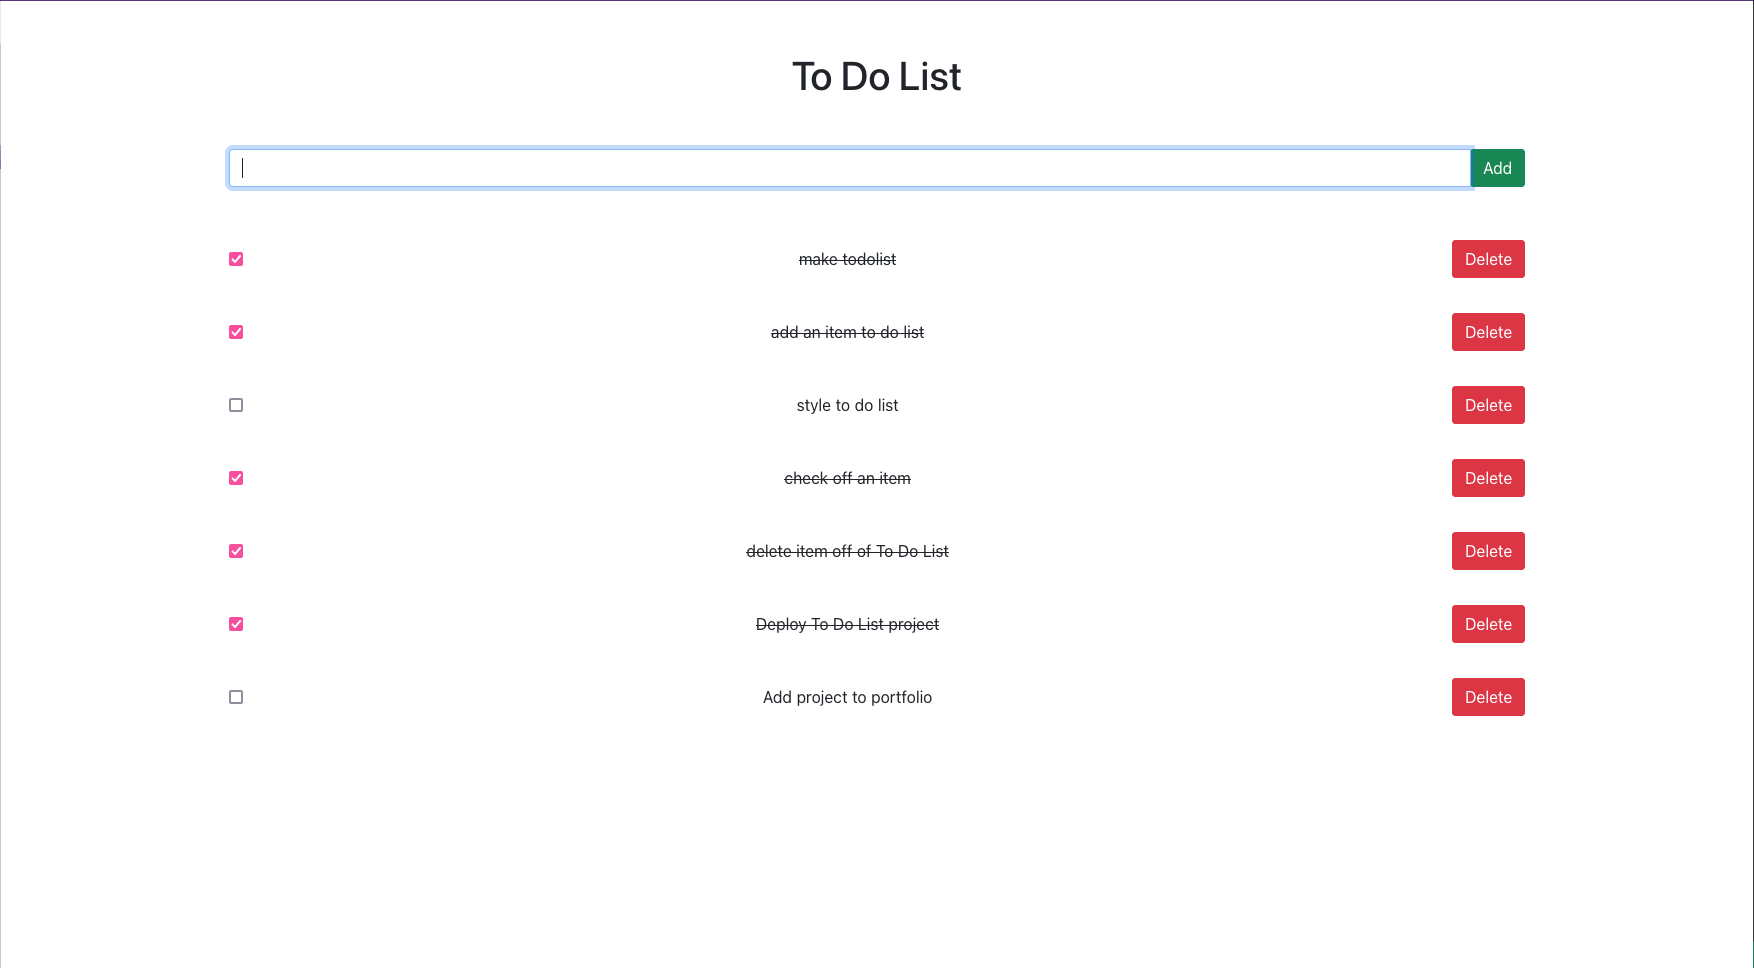 To Do List
Add
make todolist Delete
add an item to do list Delete
style to do list Delete
check off an item Delete
delete item off of To Do List Delete
Deploy To Do List project Delete
Add project to portfolio Delete